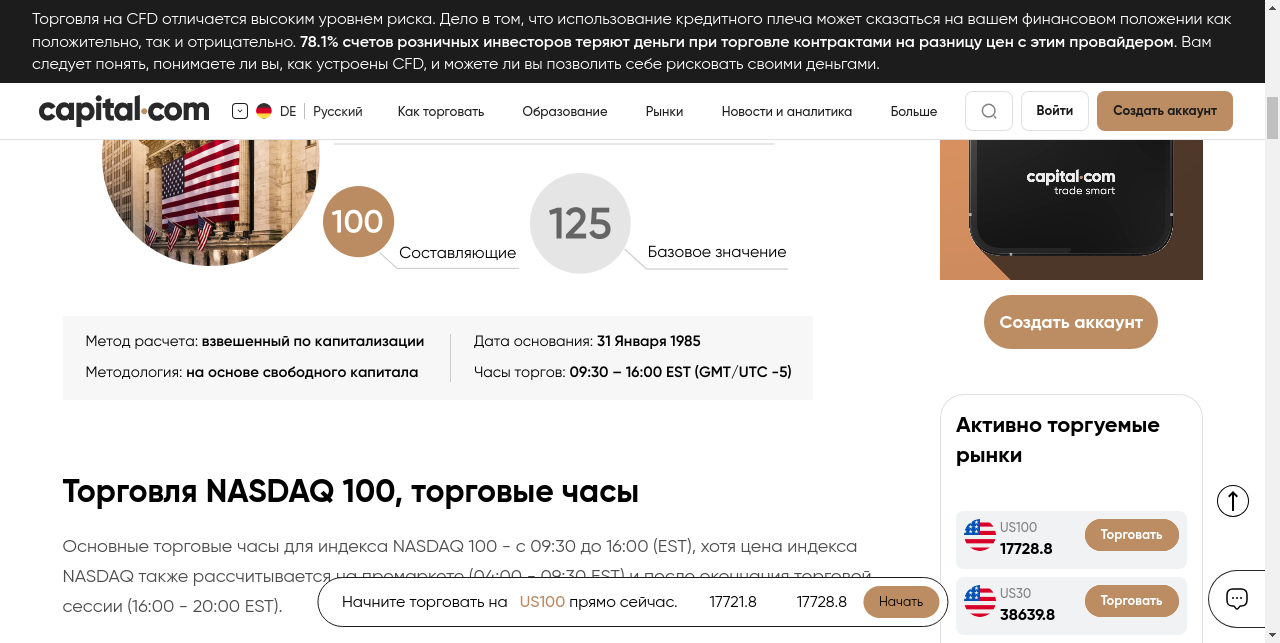 Торговля на CFD отличается высоким уровнем риска. Дело в том, что использование кредитного плеча может сказаться на вашем финансовом положении как
положительно, так и отрицательно. 78.1% счетов розничных инвесторов теряют деньги при торговле контрактами на разницу цен с этим провайдером. Вам
следует понять, понимаете ли вы, как устроены CFD, и можете ли вы позволить себе рисковать своими деньгами.
capital.com DE Русский Как торговать Образование Рынки Новости и аналитика Больше Войти Создать аккаунт
capital.com
trade smart
100
Составляющие
125
Базовое значение
Создать аккаунт
Метод расчета: взвешенный по капитализации
Методология: на основе свободного капитала
Дата основания: 31 Января 1985
Часы торгов: 09:30 – 16:00 EST (GMT/UTC -5)
Торговля NASDAQ 100, торговые часы
Основные торговые часы для индекса NASDAQ 100 - с 09:30 до 16:00 (EST), хотя цена индекса
NASDAQ также рассчитывается на премаркете (04:00 - 09:30 EST) и после окончания торговой
сессии (16:00 - 20:00 EST).
Начните торговать на US100 прямо сейчас. 17721.8 17728.8 Начать
Активно торгуемые
рынки
US100
17728.8
Торговать
US30
38639.8
Торговать